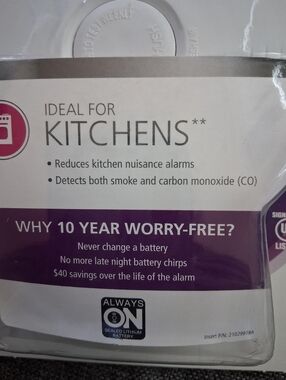 IDEAL FOR
KITCHENS**
• Reduces kitchen nuisance alarms
• Detects both smoke and carbon monoxide (CO)
WHY 10 YEAR WORRY-FREE?
Never change a battery
No more late night battery chirps
$40 savings over the life of the alarm
ALWAYS
ON
SEALED LITHIUM
BATTERY